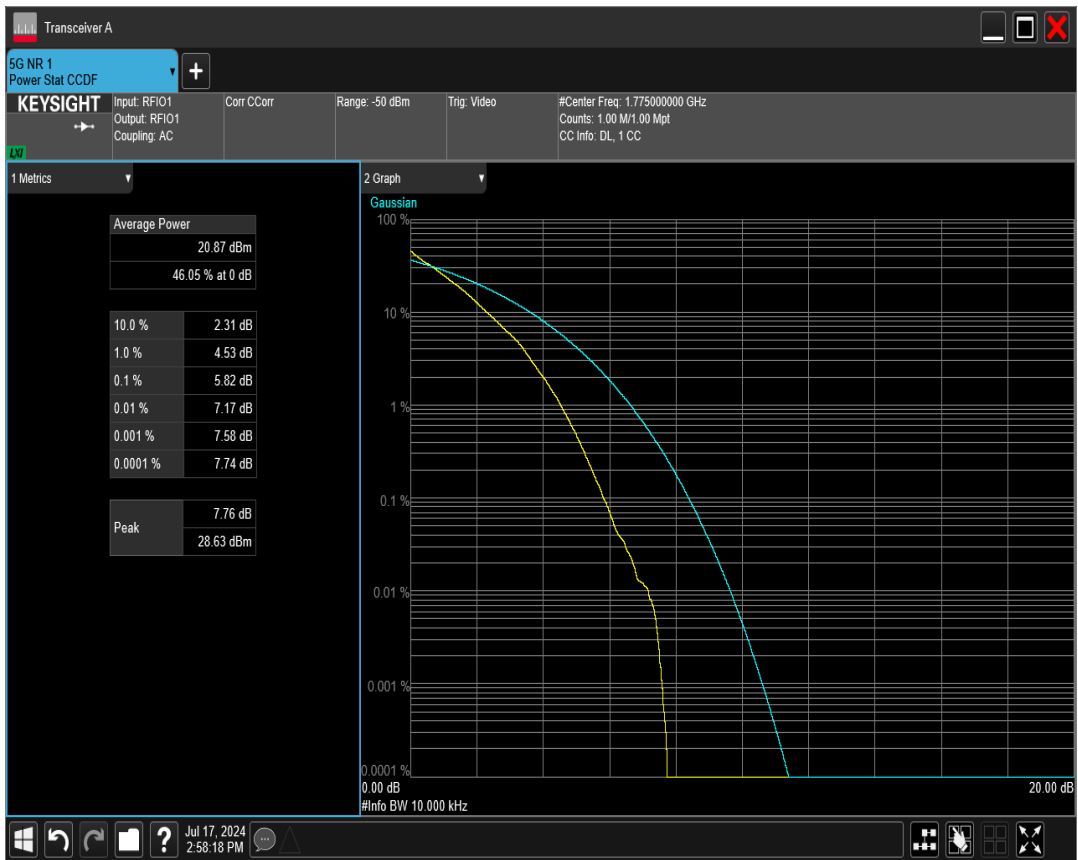 Transceiver A
5G NR 1
Power Stat CCDF
KEYSIGHT
LXI
Input: RFIO1
Output: RFIO1
Coupling: AC
Corr CCorr
Range: -50 dBm
Trig: Video
#Center Freq: 1.775000000 GHz
Counts: 1.00 M/1.00 Mpt
CC Info: DL, 1 CC
1 Metrics
Average Power
20.87 dBm
46.05 % at 0 dB
10.0 % 2.31 dB
1.0 % 4.53 dB
0.1 % 5.82 dB
0.01 % 7.17 dB
0.001 % 7.58 dB
0.0001 % 7.74 dB
Peak
7.76 dB
28.63 dBm
2 Graph
Gaussian
100 %
10 %
1 %
0.1 %
0.01 %
0.001 %
0.0001 %
0.00 dB 20.00 dB
#Info BW 10.000 kHz
?
Jul 17, 2024
2:58:18 PM